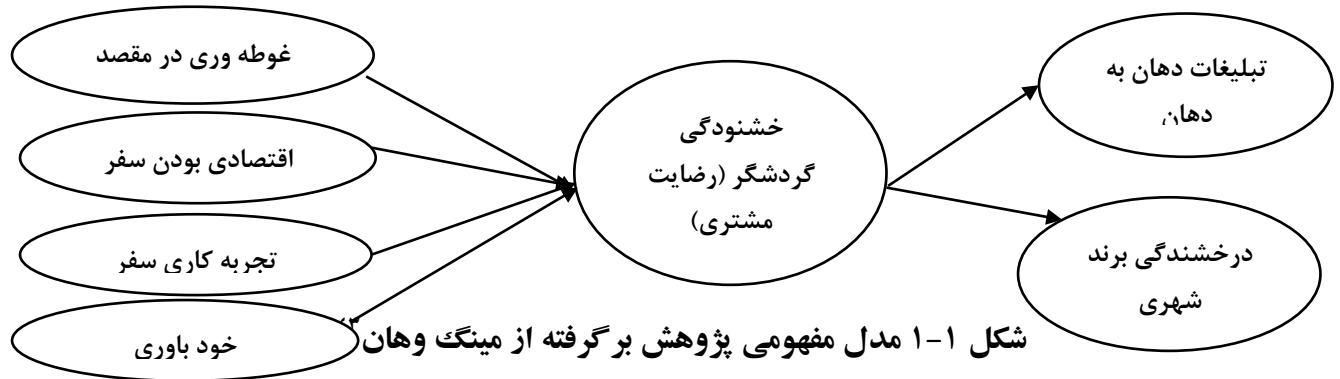 غوطه وری در مقصد
اقتصادی بودن سفر
تجربه کاری سفر
خود باوری
خشنودگی
گردشگر (رضایت
مشتری)
تبلیغات دهان به
دهان
درخشندگی برند
شهری
شکل ۱-۱ مدل مفهومی پژوهش برگرفته از مینگ وهان